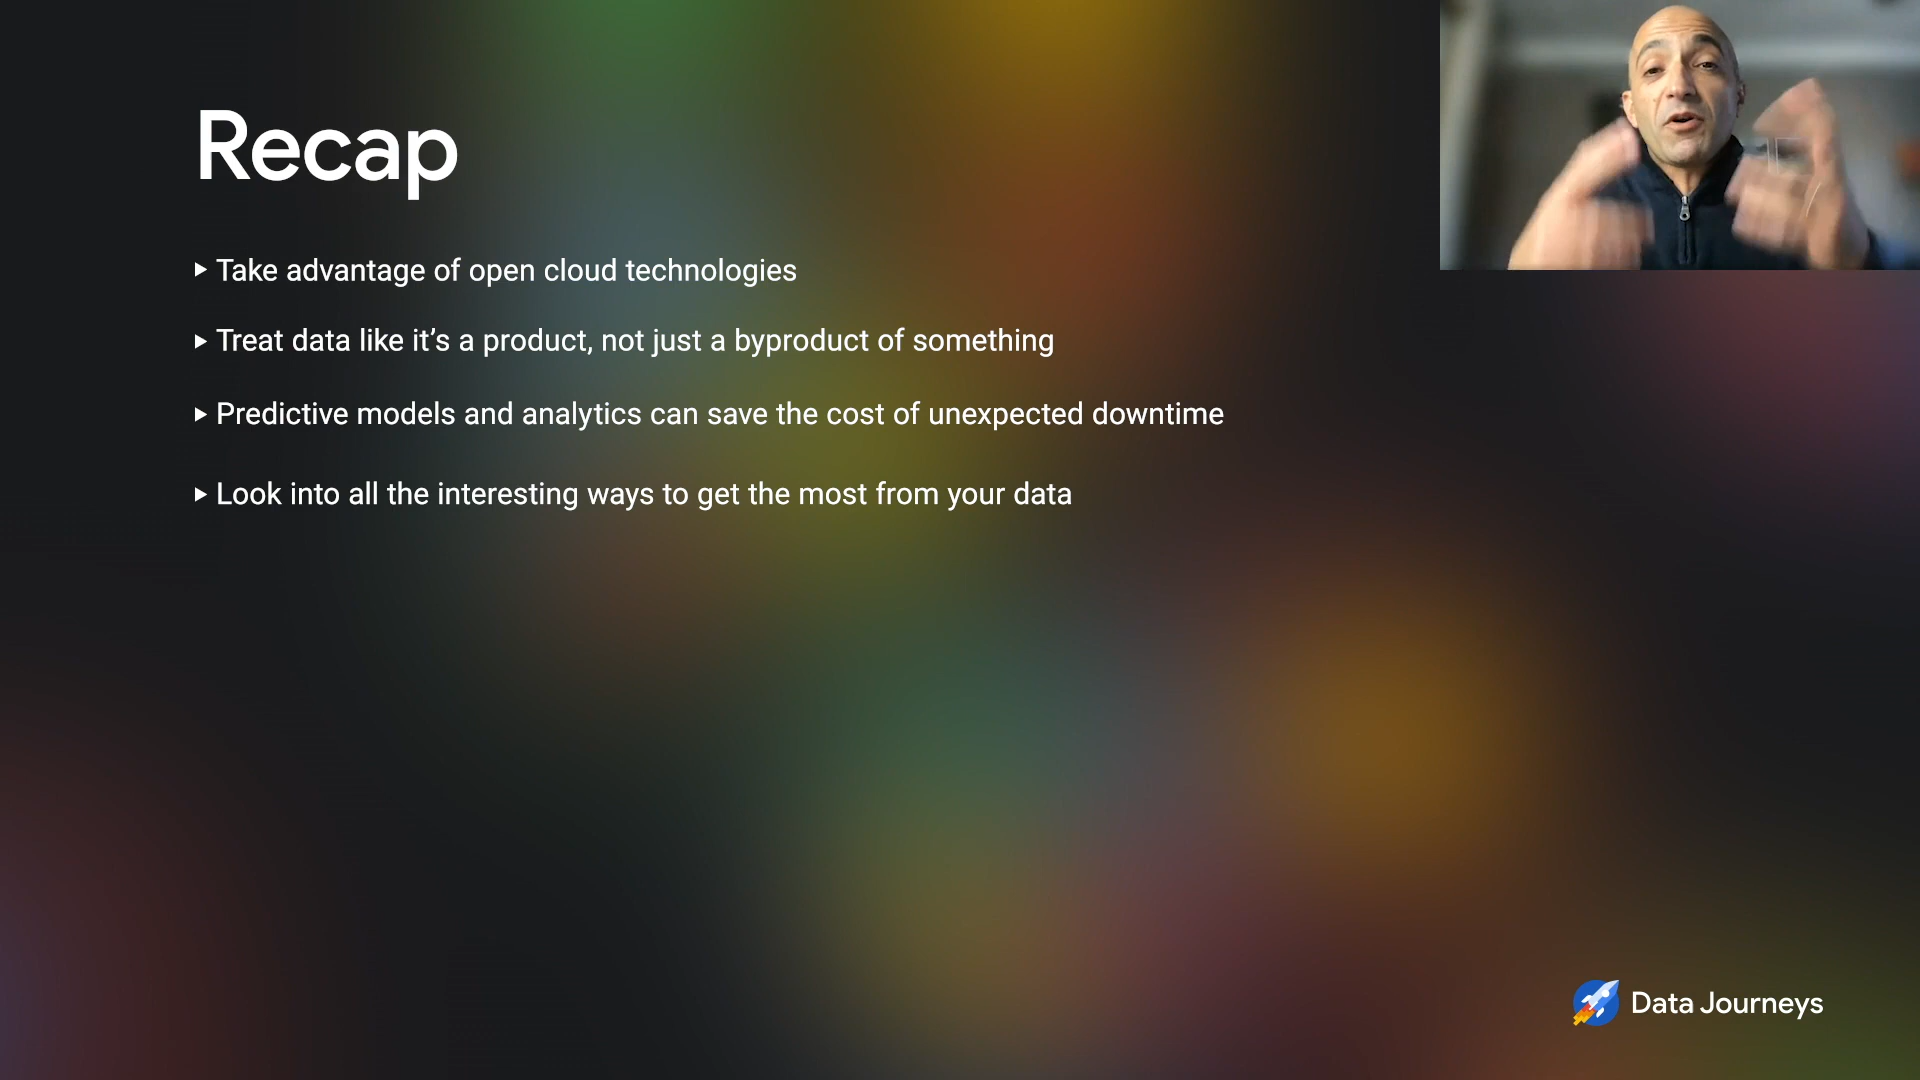 Recap
▸ Take advantage of open cloud technologies
▸ Treat data like it’s a product, not just a byproduct of something
▸ Predictive models and analytics can save the cost of unexpected downtime
▸ Look into all the interesting ways to get the most from your data
Data Journeys